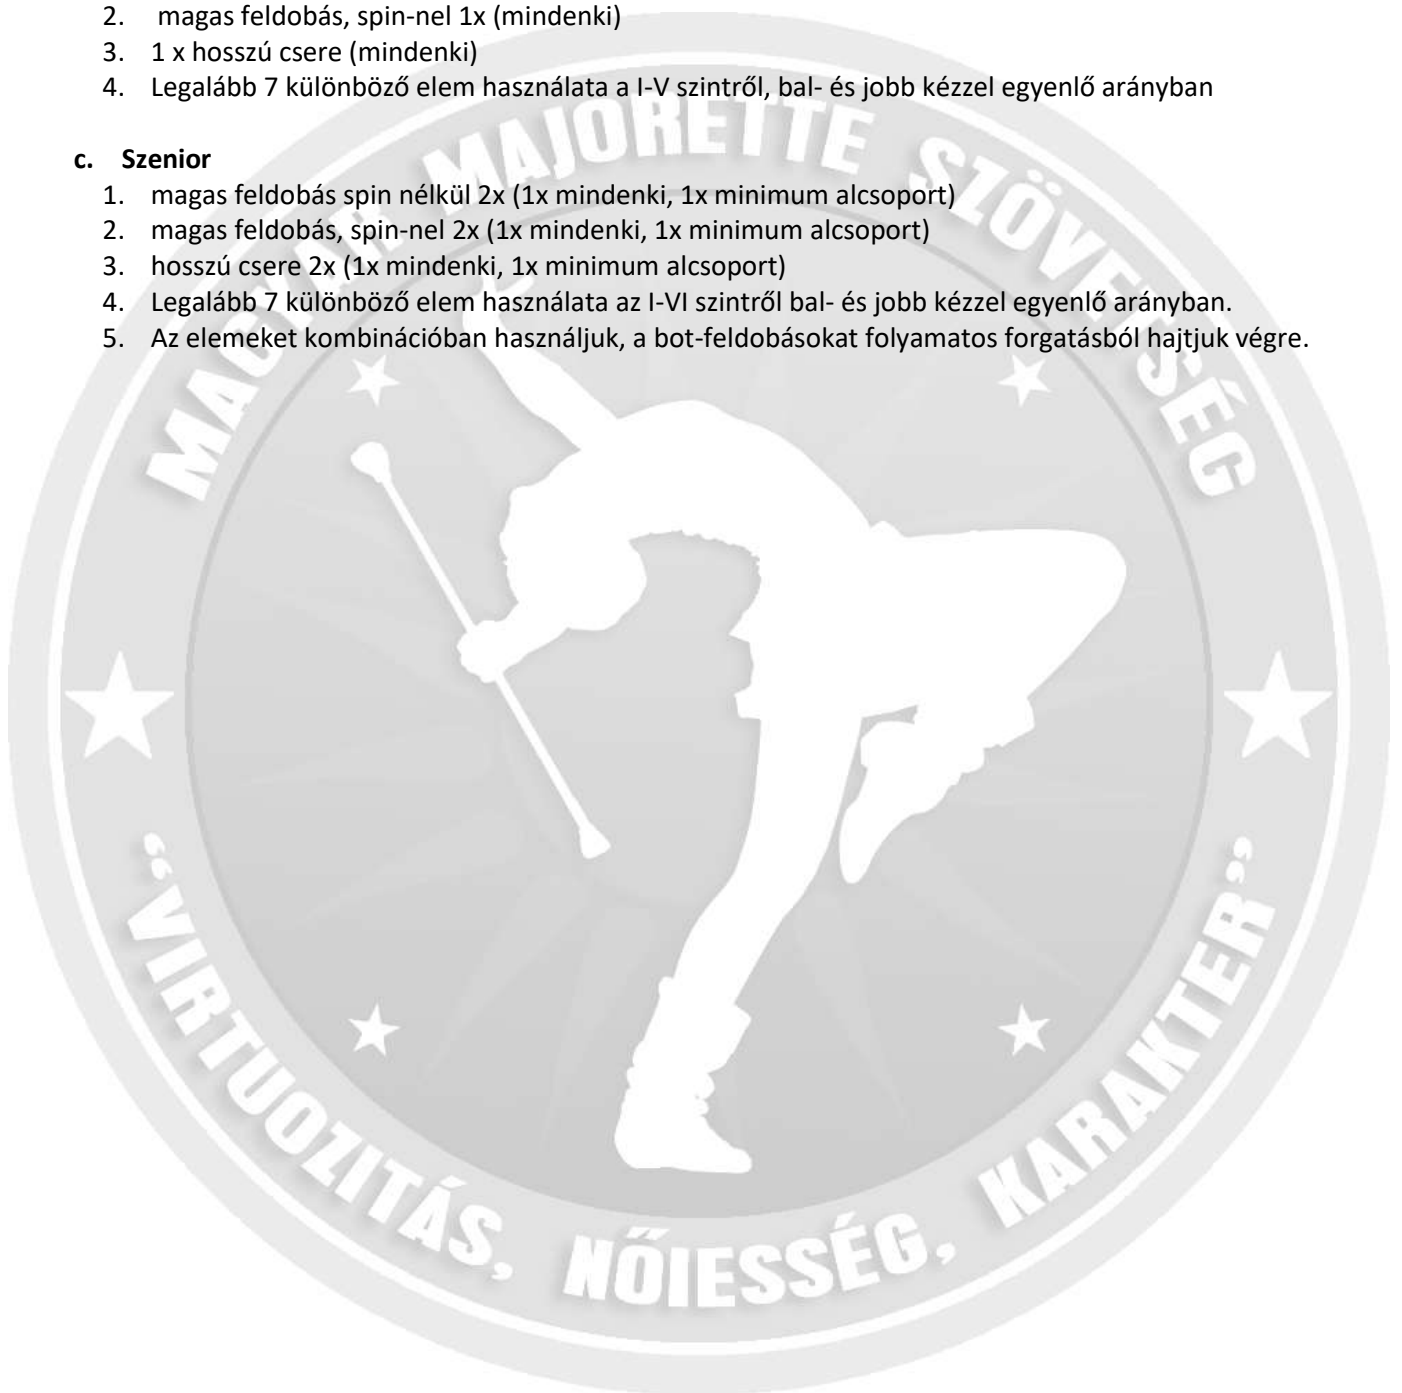 2. magas feldobás, spin-nel 1x (mindenki)
3. 1 x hosszú csere (mindenki)
4. Legalább 7 különböző elem használata a I-V szintről, bal- és jobb kézzel egyenlő arányban
c. Szenior
1. magas feldobás spin nélkül 2x (1x mindenki, 1x minimum alcsoport)
2. magas feldobás, spin-nel 2x (1x mindenki, 1x minimum alcsoport)
3. hosszú csere 2x (1x mindenki, 1x minimum alcsoport)
4. Legalább 7 különböző elem használata az I-VI szintről bal- és jobb kézzel egyenlő arányban.
5. Az elemeket kombinációban használjuk, a bot-feldobásokat folyamatos forgatásból hajtjuk végre.
MAGYAR MAJORETTE SZÖVETSÉG
“VIRTUOZITÁS, NŐIESSÉG, KARAKTER”